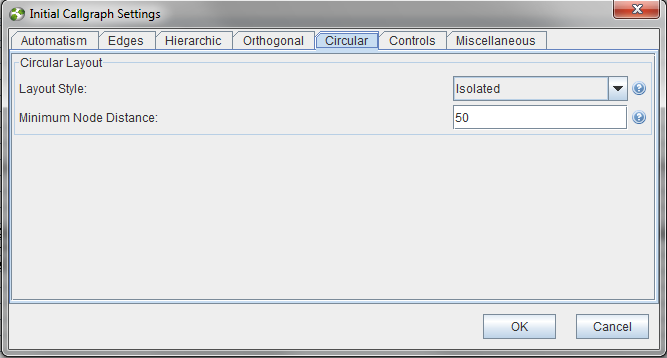 Initial Callgraph Settings
Automatism Edges Hierarchic Orthogonal Circular Controls Miscellaneous
Circular Layout
Layout Style: Isolated
Minimum Node Distance: 50
OK Cancel